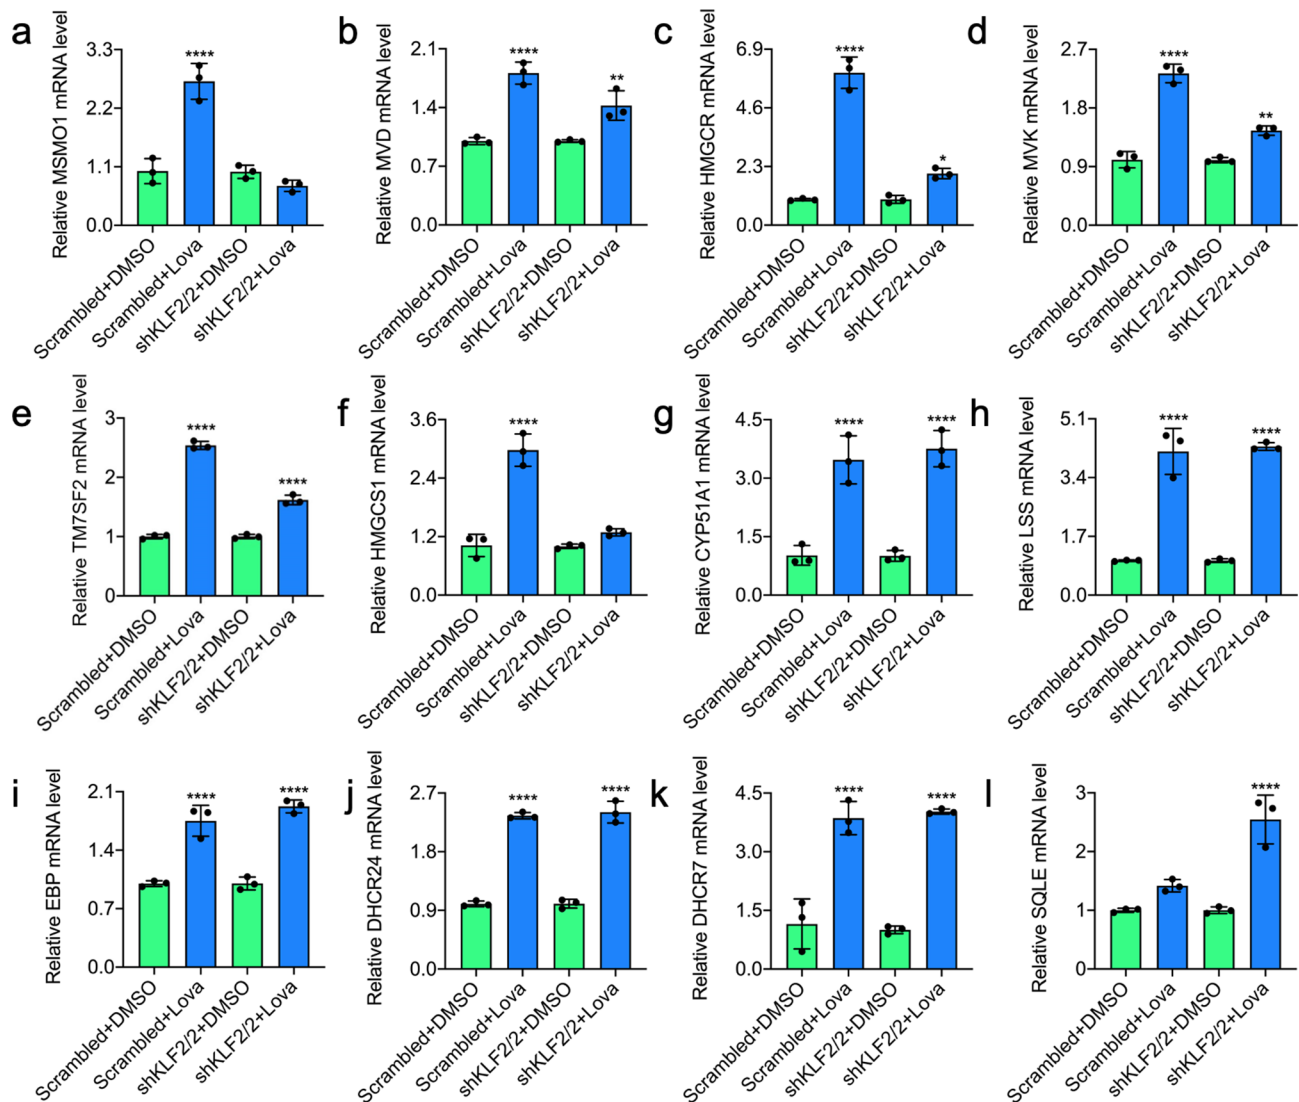 a
Relative MSMO1 mRNA level
3.3
2.2
1.1
0.0
****
Scrambled+DMSO
Scrambled+Lova
shKLF2/2+DMSO
shKLF2/2+Lova
b
Relative MVD mRNA level
2.1
1.4
0.7
0.0
****
**
Scrambled+DMSO
Scrambled+Lova
shKLF2/2+DMSO
shKLF2/2+Lova
c
Relative HMGCR mRNA level
6.9
4.6
2.3
0.0
****
*
Scrambled+DMSO
Scrambled+Lova
shKLF2/2+DMSO
shKLF2/2+Lova
d
Relative MVK mRNA level
2.7
1.8
0.9
0.0
****
**
Scrambled+DMSO
Scrambled+Lova
shKLF2/2+DMSO
shKLF2/2+Lova
e
Relative TM7SF2 mRNA level
3
2
1
0
****
****
Scrambled+DMSO
Scrambled+Lova
shKLF2/2+DMSO
shKLF2/2+Lova
f
Relative HMGCS1 mRNA level
3.6
2.4
1.2
0.0
****
Scrambled+DMSO
Scrambled+Lova
shKLF2/2+DMSO
shKLF2/2+Lova
g
Relative CYP51A1 mRNA level
4.5
3.0
1.5
0.0
****
****
Scrambled+DMSO
Scrambled+Lova
shKLF2/2+DMSO
shKLF2/2+Lova
h
Relative LSS mRNA level
5.1
3.4
1.7
0.0
****
****
Scrambled+DMSO
Scrambled+Lova
shKLF2/2+DMSO
shKLF2/2+Lova
i
Relative EBP mRNA level
2.1
1.4
0.7
0.0
****
****
Scrambled+DMSO
Scrambled+Lova
shKLF2/2+DMSO
shKLF2/2+Lova
j
Relative DHCR24 mRNA level
2.7
1.8
0.9
0.0
****
****
Scrambled+DMSO
Scrambled+Lova
shKLF2/2+DMSO
shKLF2/2+Lova
k
Relative DHCR7 mRNA level
4.5
3.0
1.5
0.0
****
****
Scrambled+DMSO
Scrambled+Lova
shKLF2/2+DMSO
shKLF2/2+Lova
l
Relative SQLE mRNA level
3
2
1
0
****
Scrambled+DMSO
Scrambled+Lova
shKLF2/2+DMSO
shKLF2/2+Lova